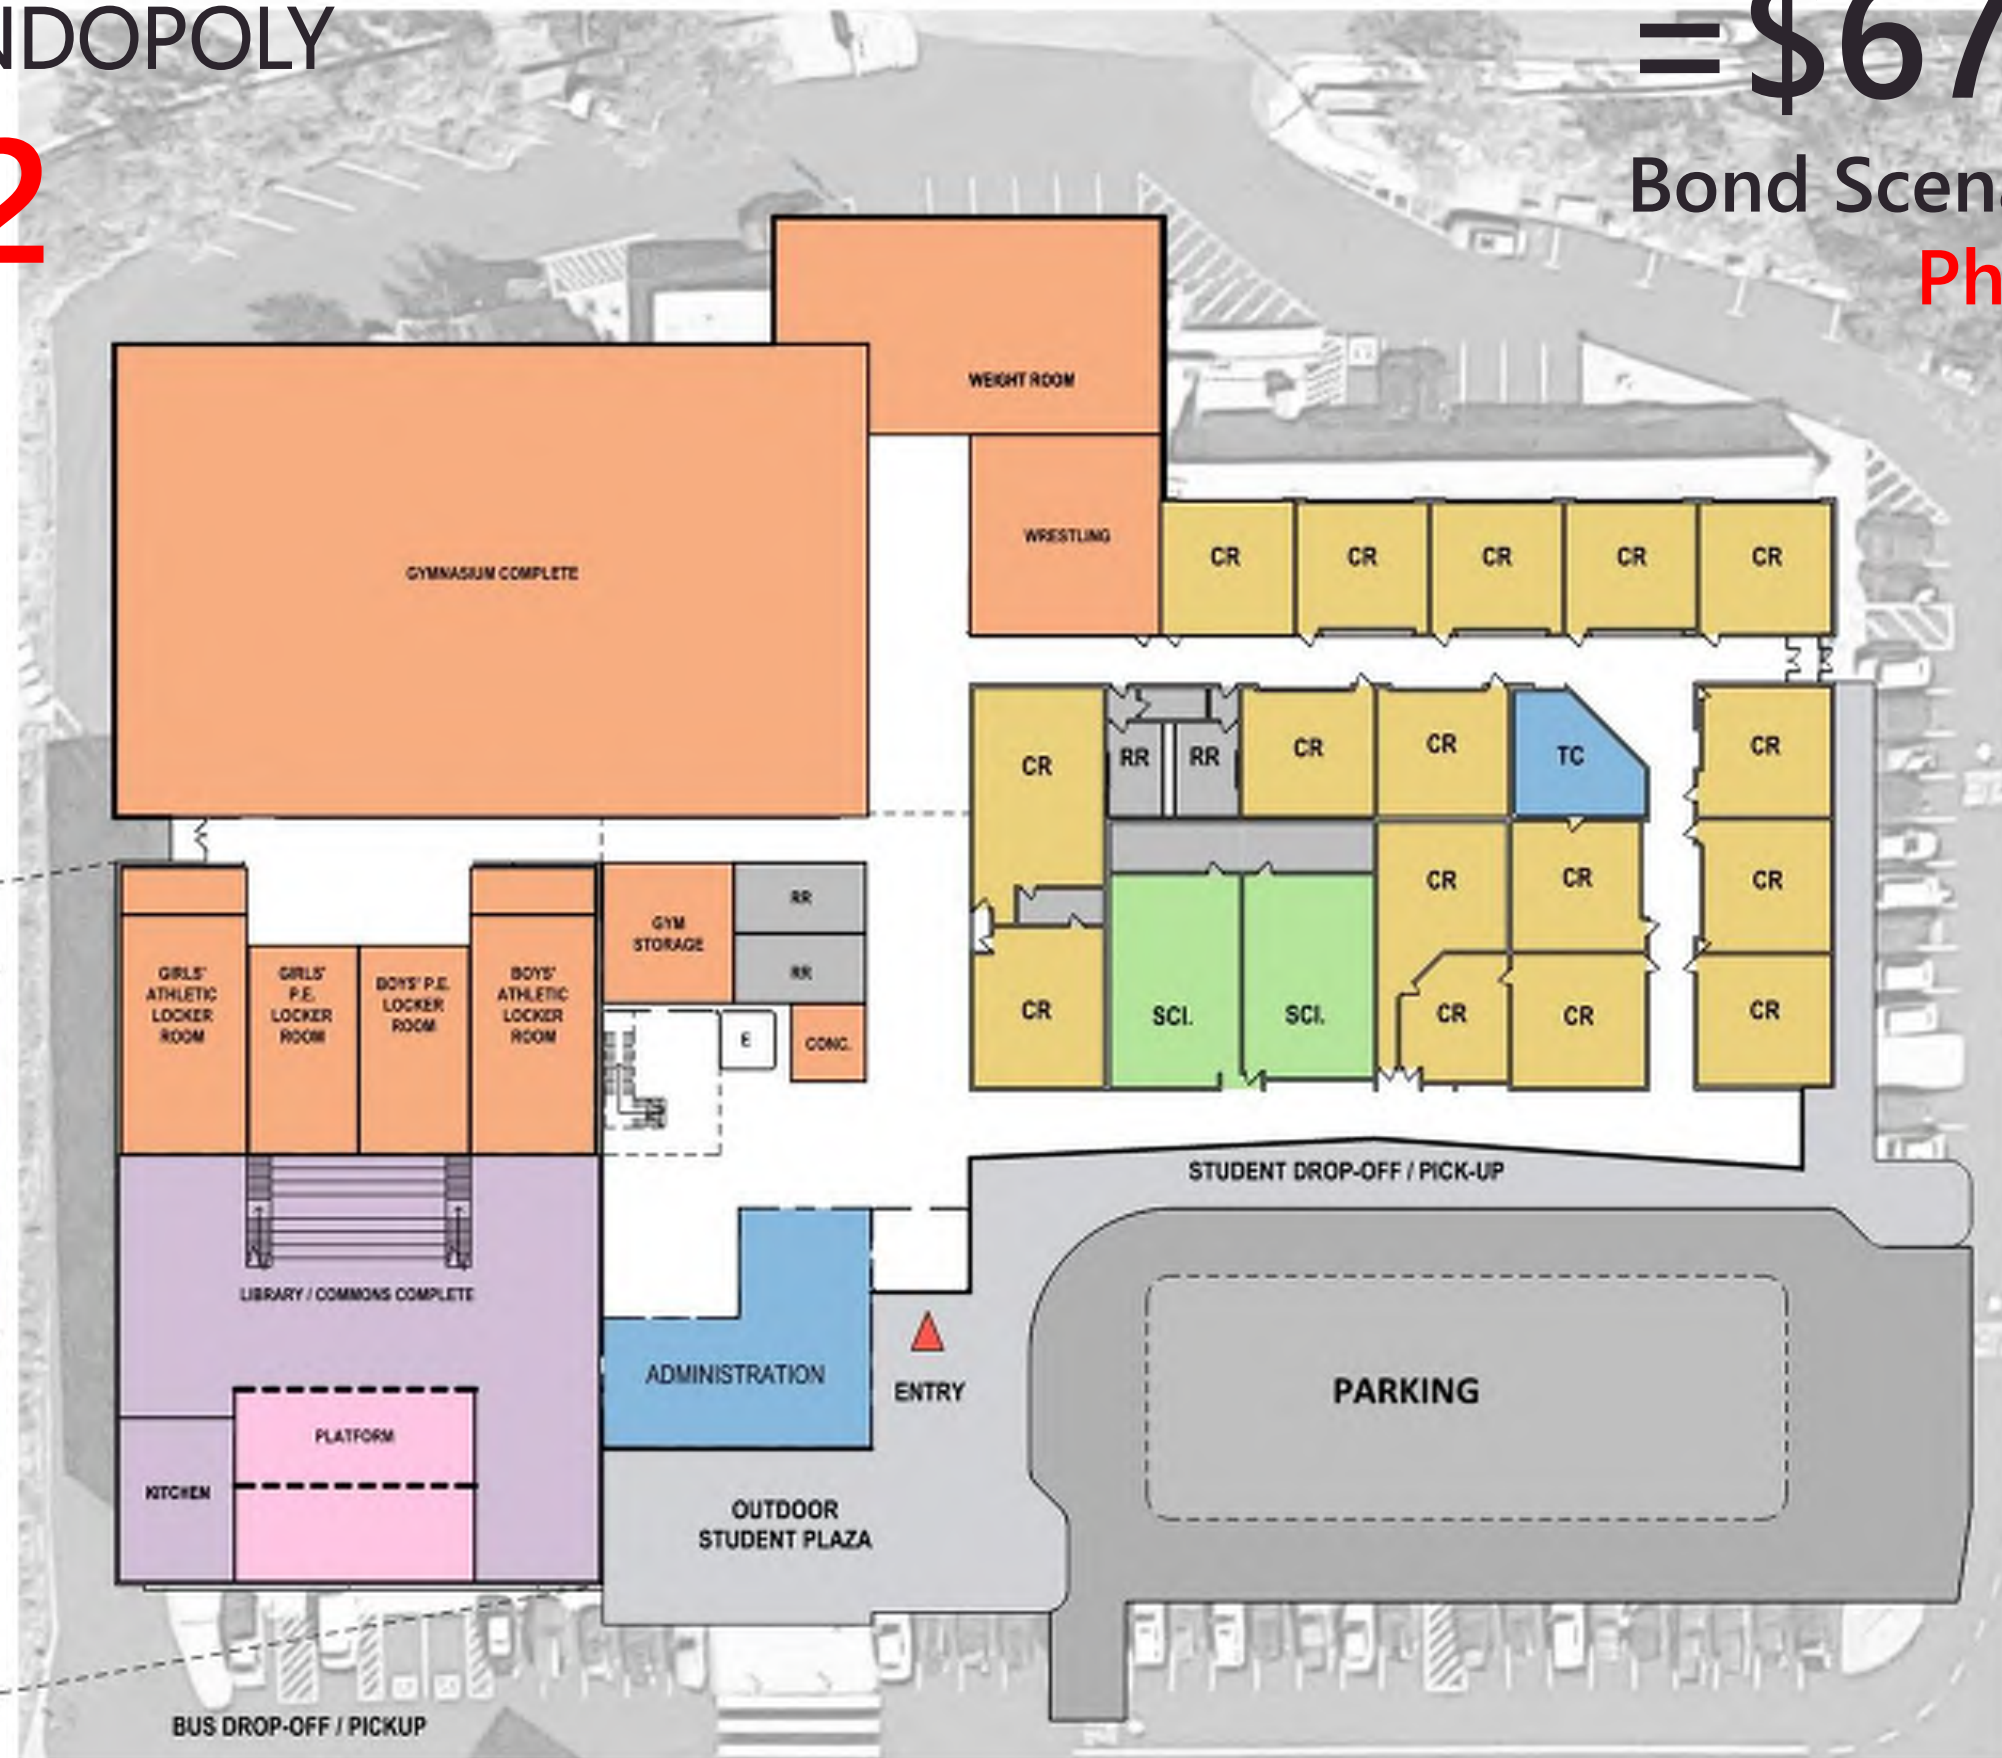 NDOPOLY
=$67
2
Bond Scena
Ph
WEIGHT ROOM
GYMNASIUM COMPLETE
WRESTLING
CR
CR
CR
CR
CR
CR
RR
RR
CR
CR
TC
CR
CR
CR
CR
GYM
STORAGE
RR
RR
GIRLS'
ATHLETIC
LOCKER
ROOM
GIRLS'
P.E.
LOCKER
ROOM
BOYS' P.E.
LOCKER
ROOM
BOYS'
ATHLETIC
LOCKER
ROOM
E
CONC.
CR
SCI.
SCI.
CR
CR
CR
STUDENT DROP-OFF / PICK-UP
LIBRARY / COMMONS COMPLETE
ADMINISTRATION
ENTRY
PARKING
PLATFORM
KITCHEN
OUTDOOR
STUDENT PLAZA
BUS DROP-OFF / PICKUP